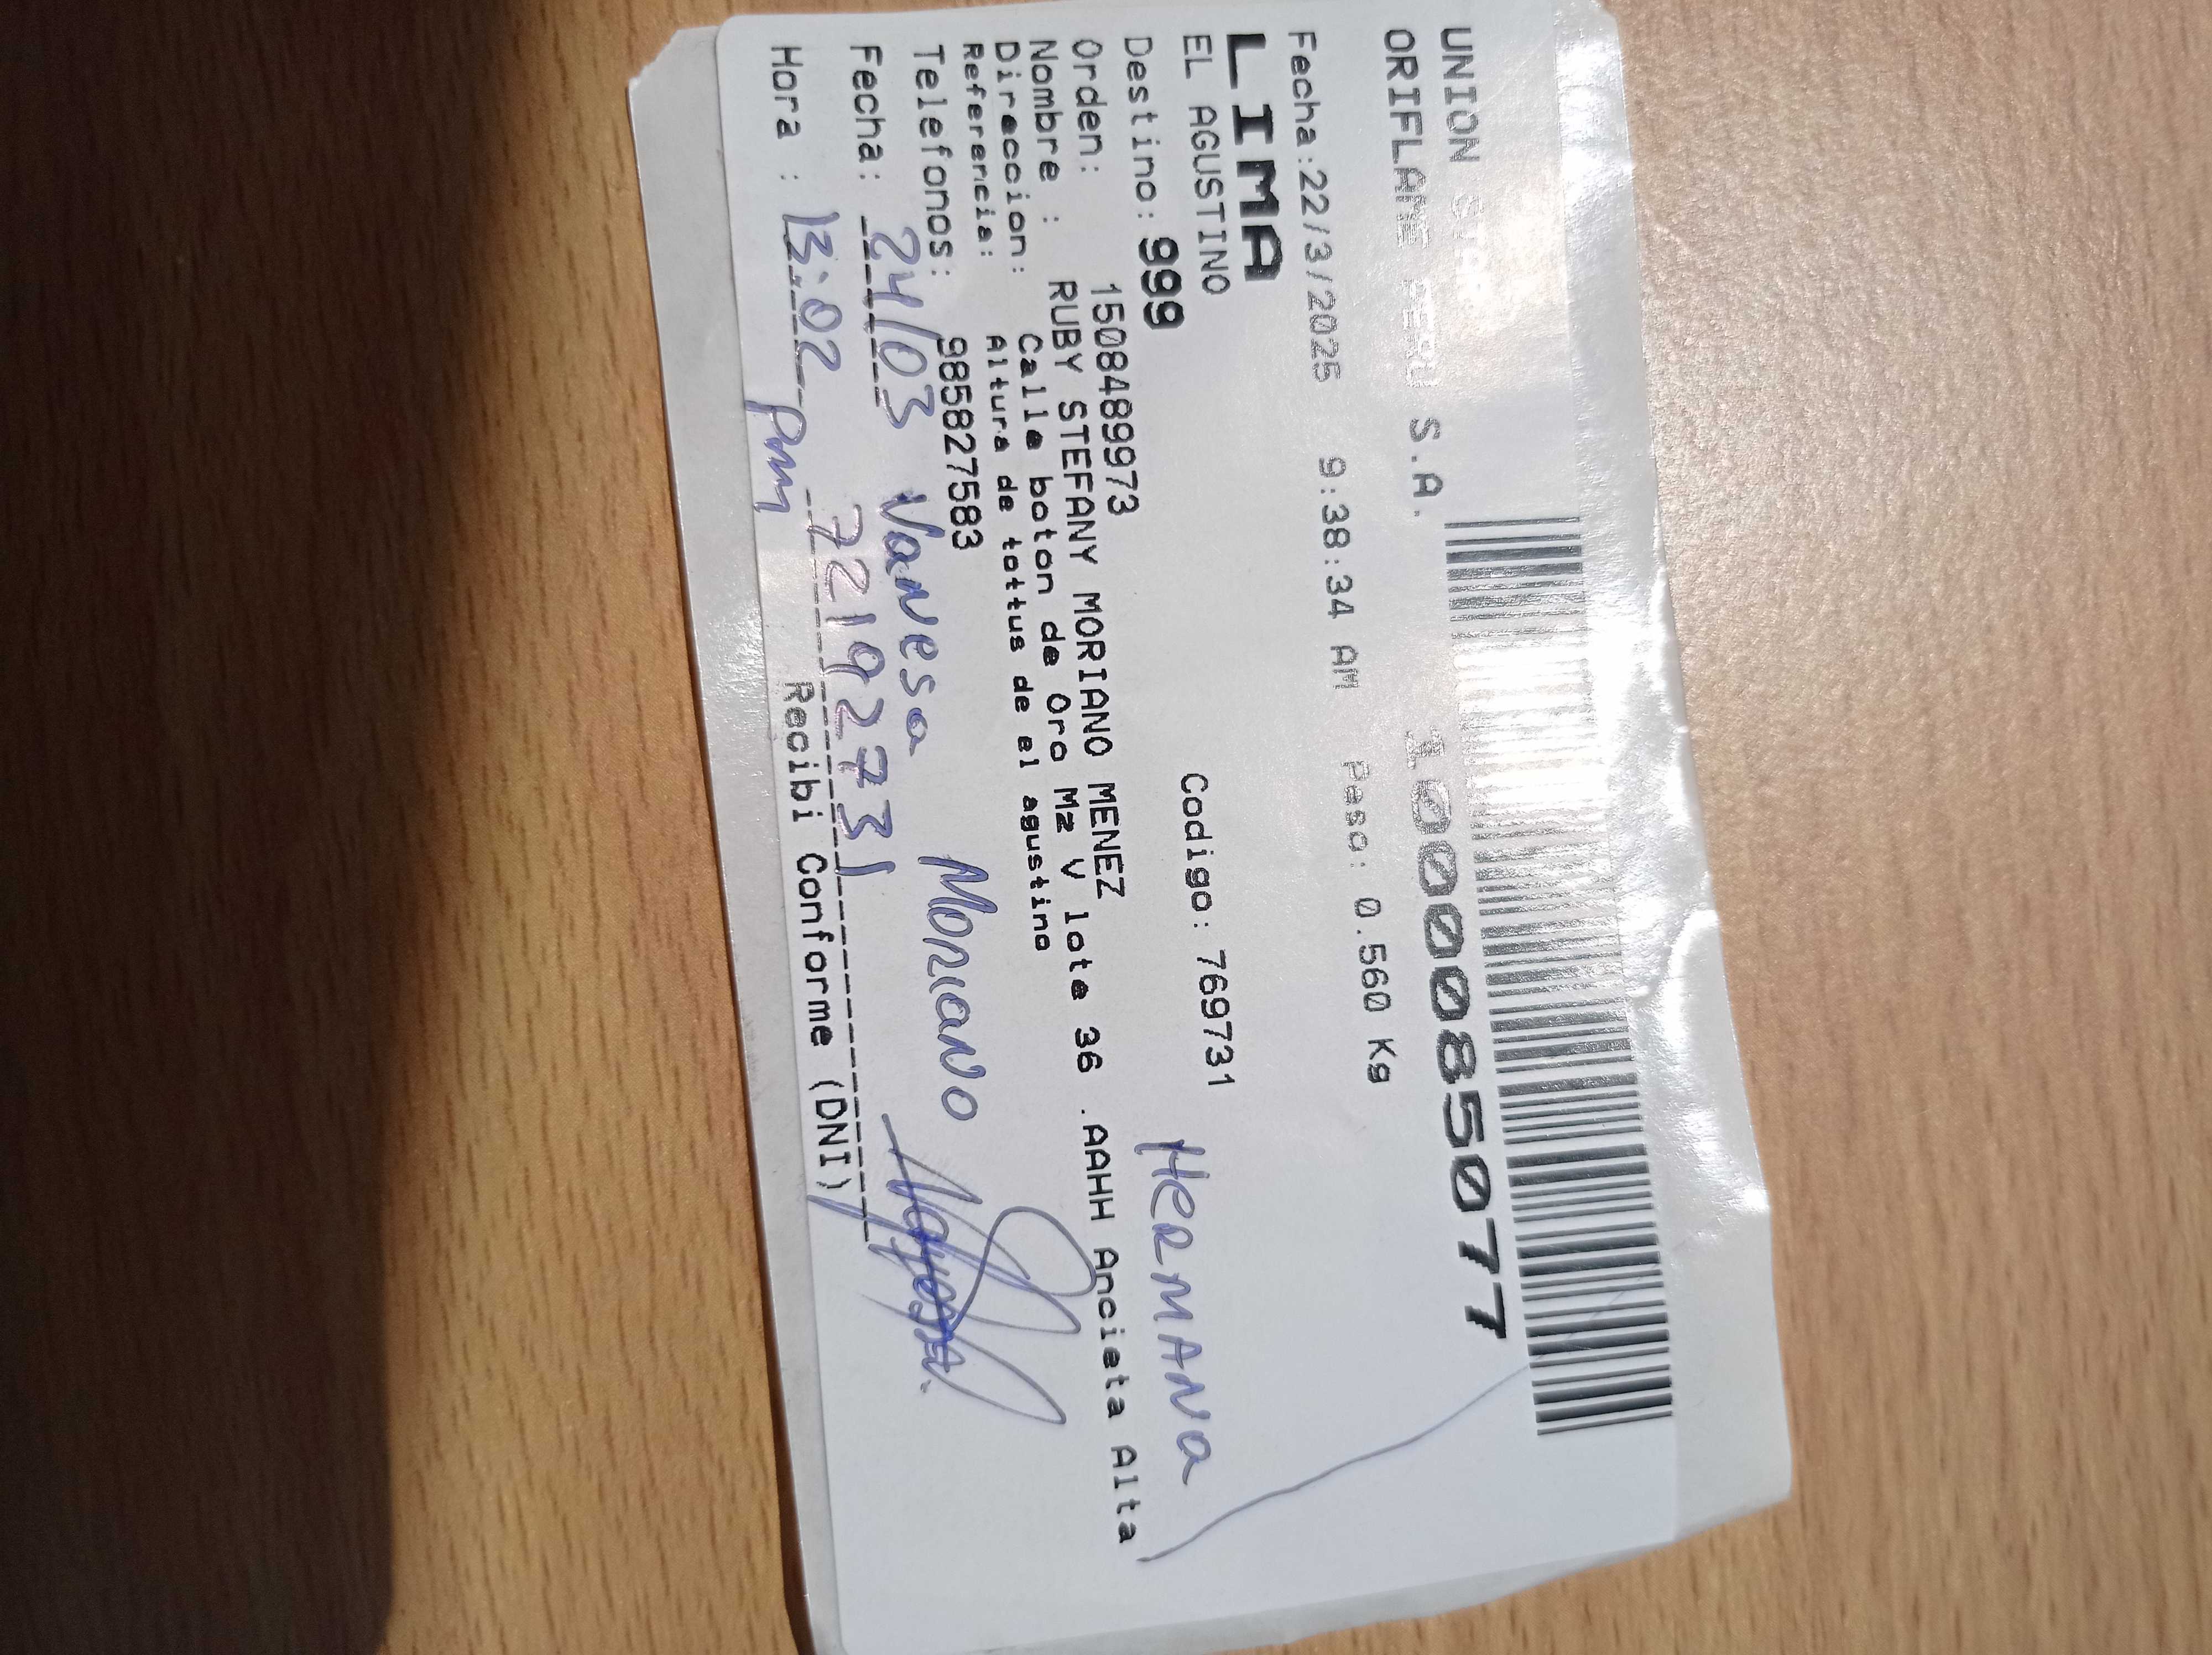 UNION
ORIFLAME PERU S.A. 1000085077
Fecha:22/3/2025 9:38:34 AM Peso: 0.560 Kg
LIMA
EL AGUSTINO Codigo: 769731
Destino: 999 HERMANA
Orden: 1508489973
Nombre : RUBY STEFANY MORIANO MENEZ
Direccion: Calle boton de Oro Mz V lote 36 .AAHH Ancieta Alta
Referencia: Altura de tottus de el agustino
Telefonos: 985827583
Fecha: 24/03 Vanesa Moriano
Hora : 13:02 pm 72192731
Recibi Conforme (DNI)